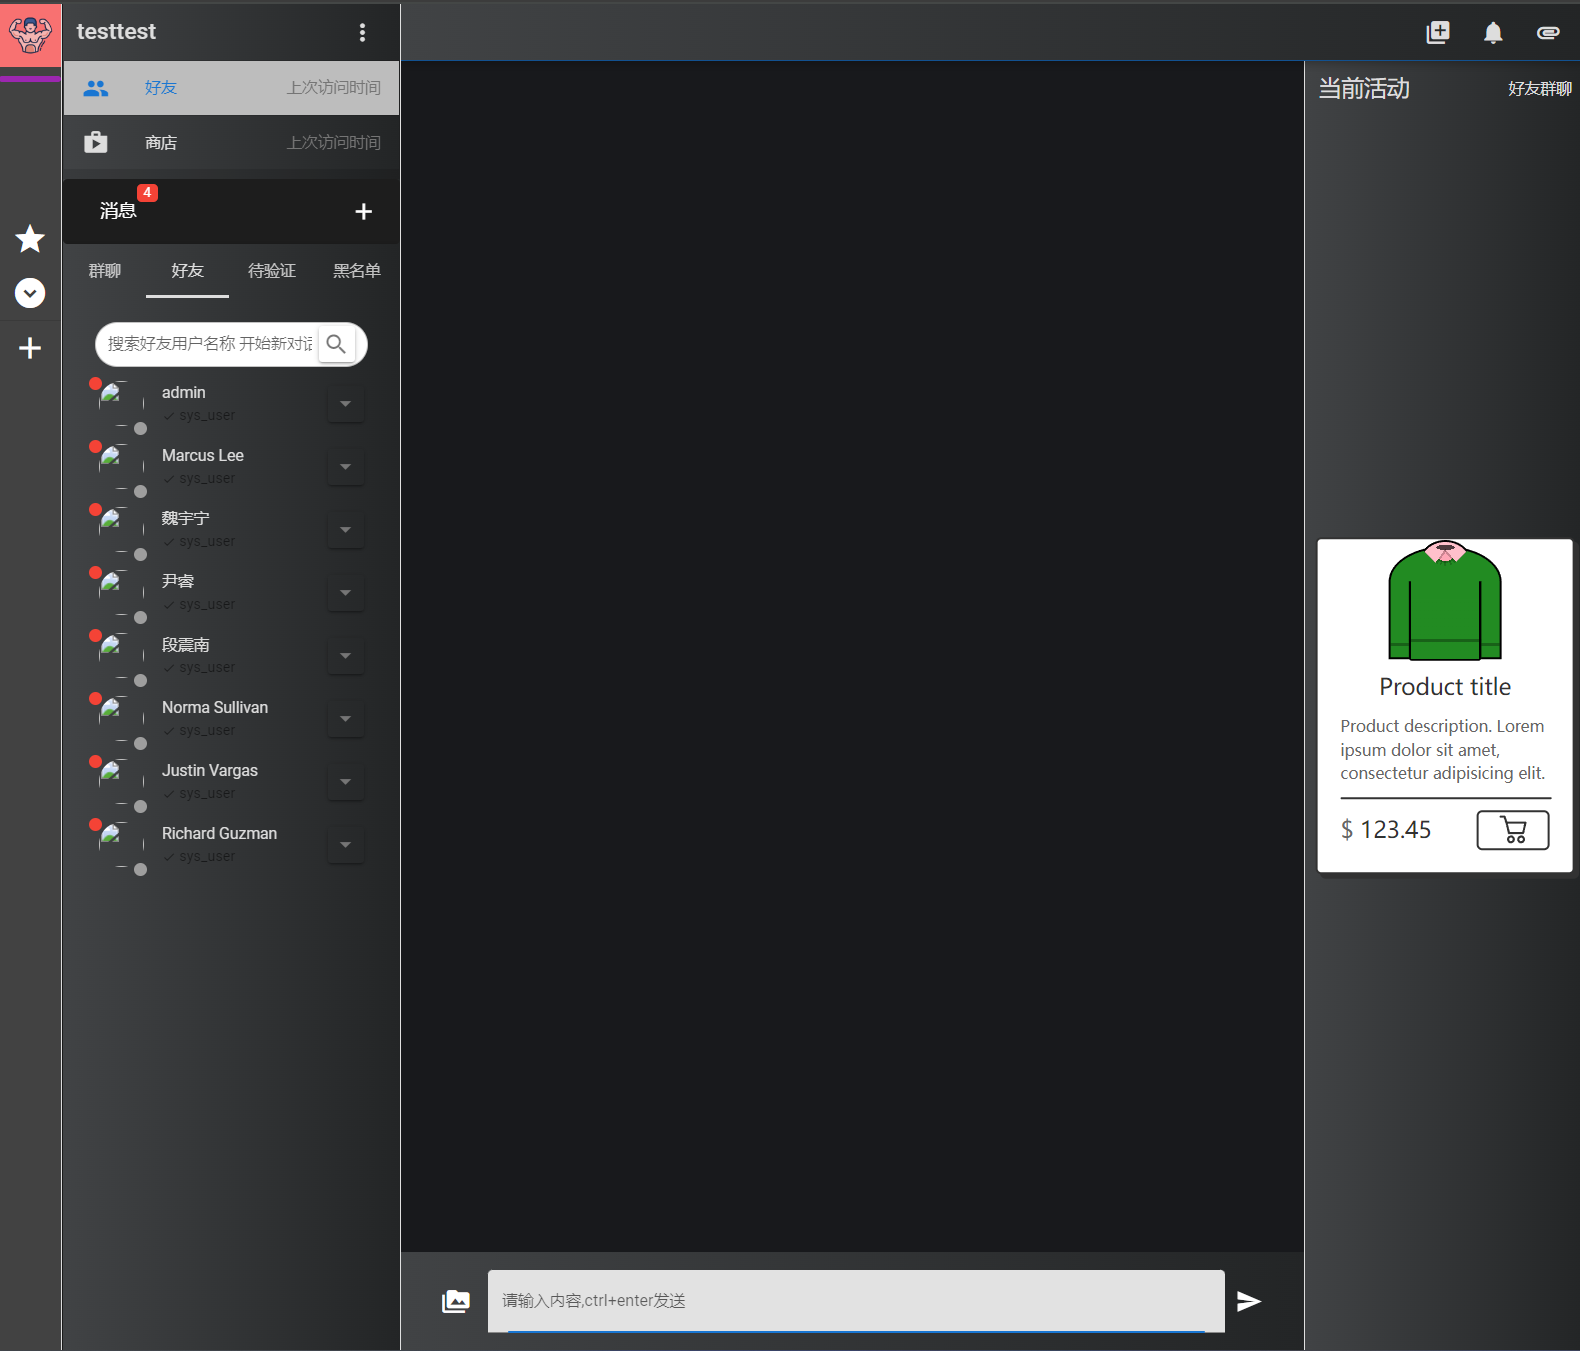 testtest
好友 上次访问时间
商店 上次访问时间
消息 4
群聊 好友 待验证 黑名单
搜索好友用户名称 开始新对话
admin
sys_user
Marcus Lee
sys_user
魏宇宁
sys_user
尹睿
sys_user
段震南
sys_user
Norma Sullivan
sys_user
Justin Vargas
sys_user
Richard Guzman
sys_user
请输入内容,ctrl+enter发送
当前活动 好友群聊
Product title
Product description. Lorem
ipsum dolor sit amet,
consectetur adipisicing elit.
$ 123.45